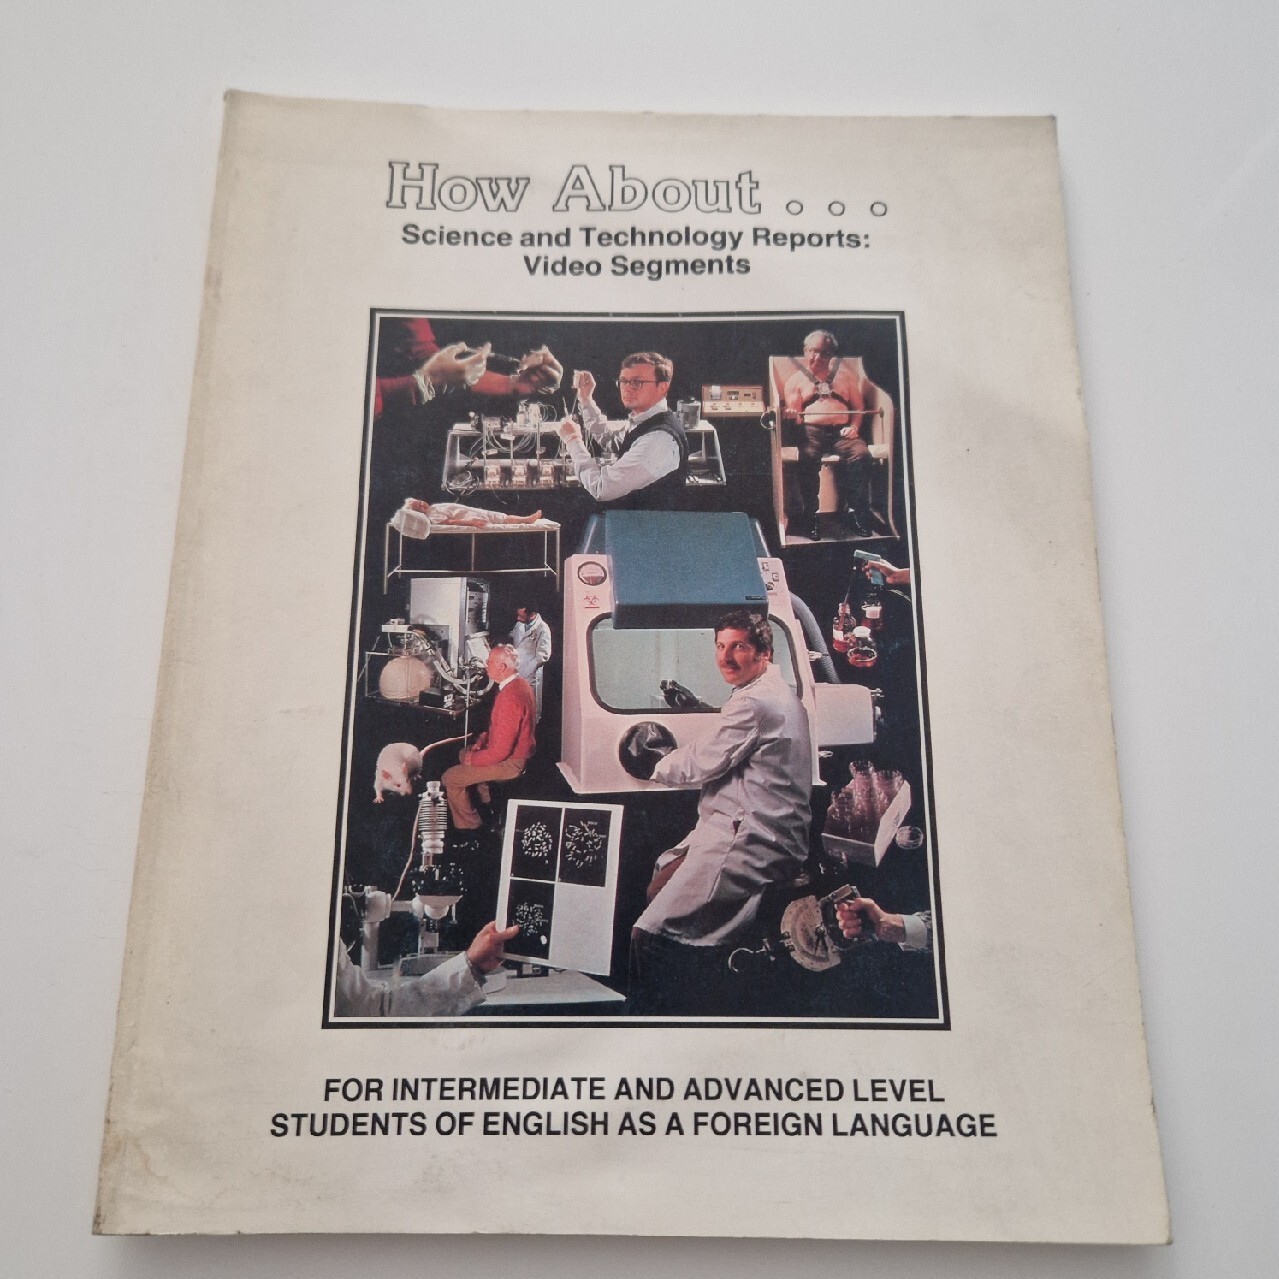 How About . . .
Science and Technology Reports:
Video Segments
FOR INTERMEDIATE AND ADVANCED LEVEL
STUDENTS OF ENGLISH AS A FOREIGN LANGUAGE